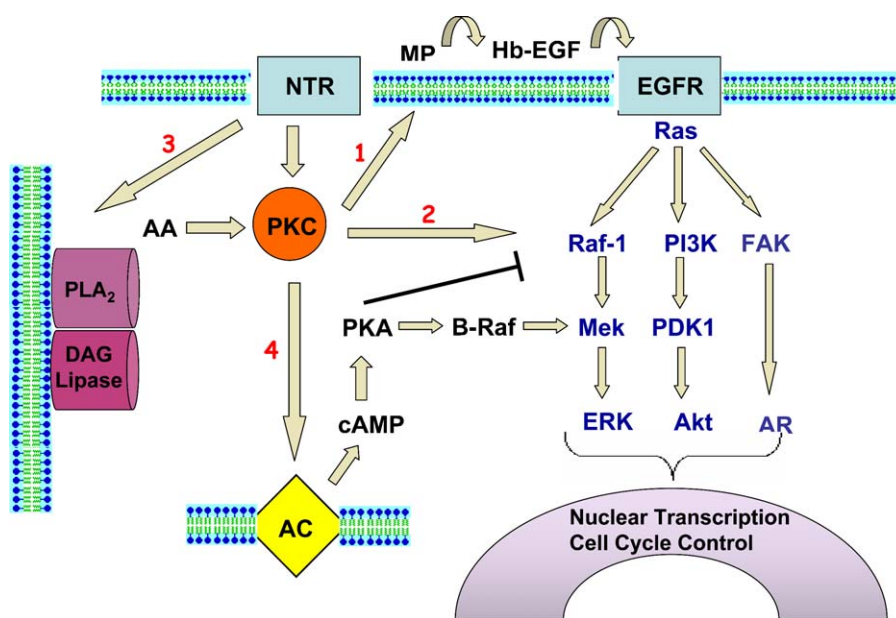 MP
Hb-EGF
NTR
EGFR
Ras
3
1
AA
PKC
2
Raf-1
PI3K
FAK
PLA₂
DAG
Lipase
4
PKA
B-Raf
Mek
PDK1
cAMP
ERK
Akt
AR
AC
Nuclear Transcription
Cell Cycle Control